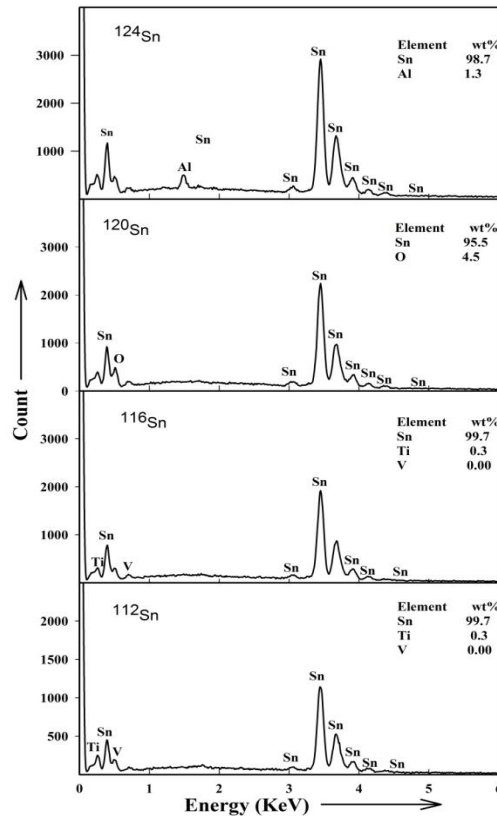 124Sn
Element wt%
Sn 98.7
Al 1.3
3000
2000
1000
Sn
Sn
Sn
Al
Sn
Sn
Sn
Sn
Sn
Sn
120Sn
Element wt%
Sn 95.5
O 4.5
3000
2000
1000
0
Sn
O
Sn
Sn
Sn
Sn
Sn
Sn
Sn
116Sn
Element wt%
Sn 99.7
Ti 0.3
V 0.00
3000
2000
1000
Sn
Ti
V
Sn
Sn
Sn
Sn
Sn
Sn
112Sn
Element wt%
Sn 99.7
Ti 0.3
V 0.00
2000
1500
1000
500
Sn
Ti
V
Sn
Sn
Sn
Sn
Sn
Sn
0 1 2 3 4 5 6
Energy (KeV)
Count